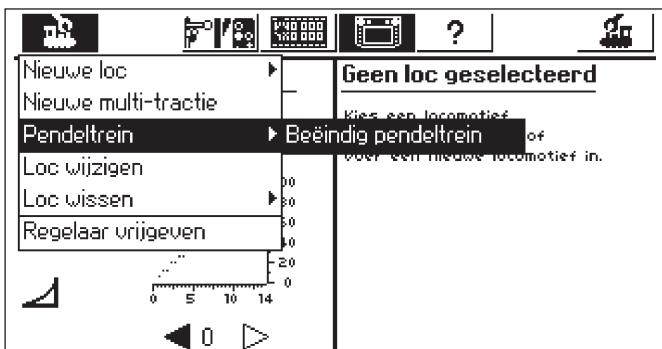 ?
Nieuwe loc
Nieuwe multi-tractie
Pendeltrein
Beëindig pendeltrein
Loc wijzigen
Loc wissen
Regelaar vrijgeven
20
0
0 5 10 14
0
Geen loc geselecteerd
Kies een locomotief
of
voer een nieuwe locomotief in.